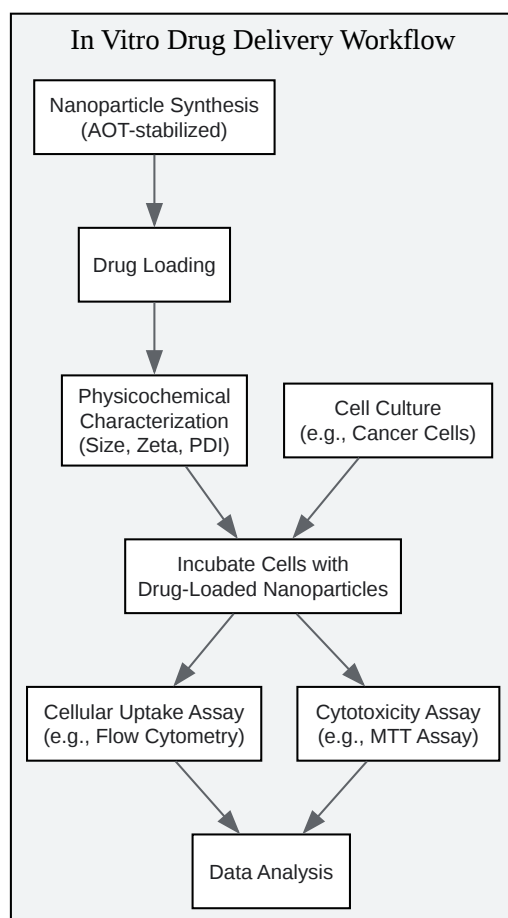 In Vitro Drug Delivery Workflow
Nanoparticle Synthesis
(AOT-stabilized)
Drug Loading
Physicochemical
Characterization
(Size, Zeta, PDI)
Cell Culture
(e.g., Cancer Cells)
Incubate Cells with
Drug-Loaded Nanoparticles
Cellular Uptake Assay
(e.g., Flow Cytometry)
Cytotoxicity Assay
(e.g., MTT Assay)
Data Analysis